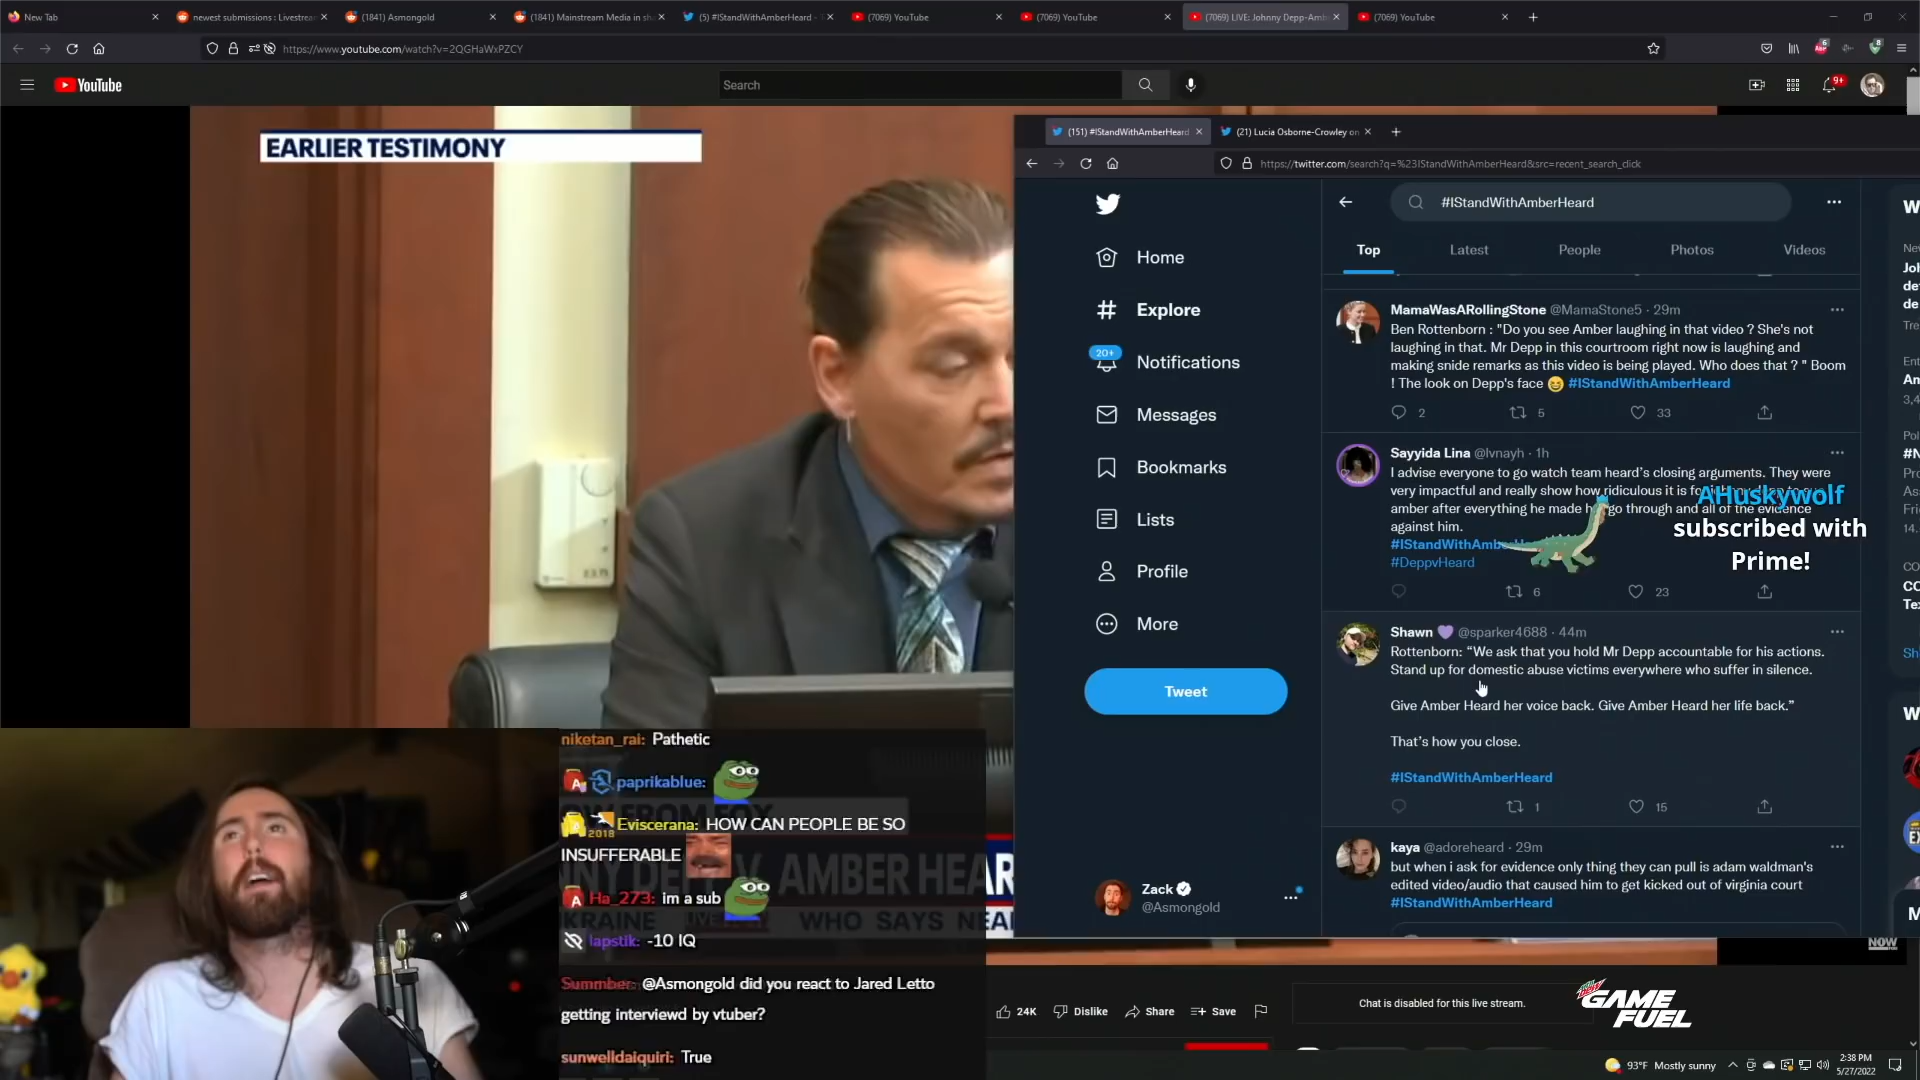 New Tab
newest submissions : Livestream
(1841) Asmongold
(1841) Mainstream Media in sh
(5) #IStandWithAmberHeard - T
(7069) YouTube
(7069) YouTube
(7069) LIVE: Johnny Depp-Amb
(7069) YouTube
https://www.youtube.com/watch?v=2QGHaWxPZCY
YouTube
Search
9+
EARLIER TESTIMONY
(151) #IStandWithAmberHeard
(21) Lucia Osborne-Crowley on
https://twitter.com/search?q=%23IStandWithAmberHeard&src=recent_search_click
#IStandWithAmberHeard
Top
Latest
People
Photos
Videos
Home
Explore
20+
Notifications
Messages
Bookmarks
Lists
Profile
More
Tweet
Zack
@Asmongold
MamaWasARollingStone @MamaStone5 · 29m
Ben Rottenborn : "Do you see Amber laughing in that video ? She's not
laughing in that. Mr Depp in this courtroom right now is laughing and
making snide remarks as this video is being played. Who does that ? " Boom
! The look on Depp's face 😆 #IStandWithAmberHeard
2
5
33
Sayyida Lina @lvnayh · 1h
I advise everyone to go watch team heard's closing arguments. They were
very impactful and really show how ridiculous it is
amber after everything he made go through and all of the evidence
against him.
#IStandWithAmbe
#DeppvHeard
6
23
AHuskywolf
subscribed with
Prime!
Shawn 💜 @sparker4688 · 44m
Rottenborn: “We ask that you hold Mr Depp accountable for his actions.
Stand up for domestic abuse victims everywhere who suffer in silence.
Give Amber Heard her voice back. Give Amber Heard her life back.”
That's how you close.
#IStandWithAmberHeard
1
15
kaya @adoreheard · 29m
but when i ask for evidence only thing they can pull is adam waldman's
edited video/audio that caused him to get kicked out of virginia court
#IStandWithAmberHeard
niketan_rai: Pathetic
paprikablue:
2018 Eviscerana: HOW CAN PEOPLE BE SO
INSUFFERABLE
Ha_273: im a sub
lapstik: -10 IQ
Summber: @Asmongold did you react to Jared Letto
getting interviewd by vtuber?
sunwelldaiquiri: True
AMBER HEAR
UKRAINE
LIVE
WHO SAYS NEA
NOW
24K
Dislike
Share
Save
Chat is disabled for this live stream.
GAME
FUEL
93°F Mostly sunny
2:38 PM
5/27/2022